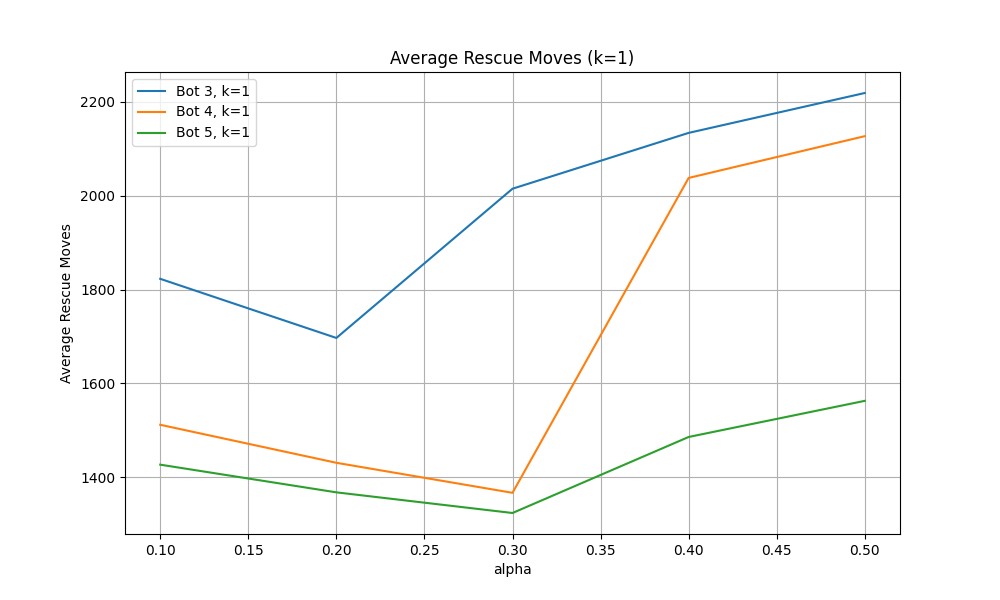 Average Rescue Moves (k=1)
Bot 3, k=1
Bot 4, k=1
Bot 5, k=1
Average Rescue Moves
2200
2000
1800
1600
1400
0.10 0.15 0.20 0.25 0.30 0.35 0.40 0.45 0.50
alpha